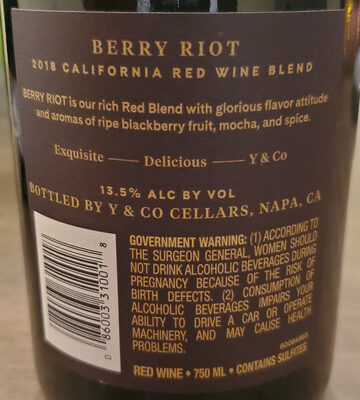 BERRY RIOT
2018 CALIFORNIA RED WINE BLEND
BERRY RIOT is our rich Red Blend with glorious flavor attitude
and aromas of ripe blackberry fruit, mocha, and spice.
Exquisite — Delicious — Y & Co
13.5% ALC BY VOL
BOTTLED BY Y & CO CELLARS, NAPA, CA
GOVERNMENT WARNING: (1) ACCORDING TO
THE SURGEON GENERAL, WOMEN SHOULD
NOT DRINK ALCOHOLIC BEVERAGES DURING
PREGNANCY BECAUSE OF THE RISK OF
BIRTH DEFECTS. (2) CONSUMPTION OF
ALCOHOLIC BEVERAGES IMPAIRS YOUR
ABILITY TO DRIVE A CAR OR OPERATE
MACHINERY, AND MAY CAUSE HEALTH
PROBLEMS.
RED WINE • 750 ML • CONTAINS SULFITES
0 86003 31001 8